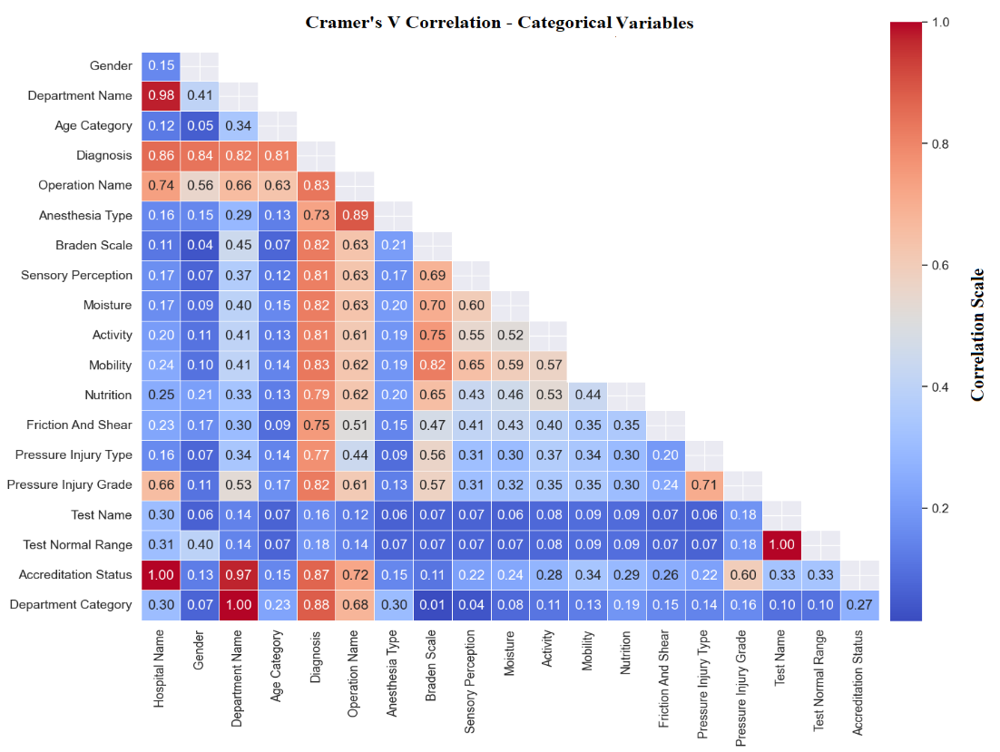 Cramer's V Correlation - Categorical Variables
1.0
Gender 0.15
Department Name 0.98 0.41
Age Category 0.12 0.05 0.34
0.8
Diagnosis 0.86 0.84 0.82 0.81
Operation Name 0.74 0.56 0.66 0.63 0.83
Anesthesia Type 0.16 0.15 0.29 0.13 0.73 0.89
Braden Scale 0.11 0.04 0.45 0.07 0.82 0.63 0.21
0.6
Sensory Perception 0.17 0.07 0.37 0.12 0.81 0.63 0.17 0.69
Moisture 0.17 0.09 0.40 0.15 0.82 0.63 0.20 0.70 0.60
Activity 0.20 0.11 0.41 0.13 0.81 0.61 0.19 0.75 0.55 0.52
Correlation Scale
Mobility 0.24 0.10 0.41 0.14 0.83 0.62 0.19 0.82 0.65 0.59 0.57
0.4
Nutrition 0.25 0.21 0.33 0.13 0.79 0.62 0.20 0.65 0.43 0.46 0.53 0.44
Friction And Shear 0.23 0.17 0.30 0.09 0.75 0.51 0.15 0.47 0.41 0.43 0.40 0.35 0.35
Pressure Injury Type 0.16 0.07 0.34 0.14 0.77 0.44 0.09 0.56 0.31 0.30 0.37 0.34 0.30 0.20
Pressure Injury Grade 0.66 0.11 0.53 0.17 0.82 0.61 0.13 0.57 0.31 0.32 0.35 0.35 0.30 0.24 0.71
0.2
Test Name 0.30 0.06 0.14 0.07 0.16 0.12 0.06 0.07 0.07 0.06 0.08 0.09 0.09 0.07 0.06 0.18
Test Normal Range 0.31 0.40 0.14 0.07 0.18 0.14 0.07 0.07 0.07 0.07 0.08 0.09 0.09 0.07 0.07 0.18 1.00
Accreditation Status 1.00 0.13 0.97 0.15 0.87 0.72 0.15 0.11 0.22 0.24 0.28 0.34 0.29 0.26 0.22 0.60 0.33 0.33
Department Category 0.30 0.07 1.00 0.23 0.88 0.68 0.30 0.01 0.04 0.08 0.11 0.13 0.19 0.15 0.14 0.16 0.10 0.10 0.27
Hospital Name
Gender
Department Name
Age Category
Diagnosis
Operation Name
Anesthesia Type
Braden Scale
Sensory Perception
Moisture
Activity
Mobility
Nutrition
Friction And Shear
Pressure Injury Type
Pressure Injury Grade
Test Name
Test Normal Range
Accreditation Status